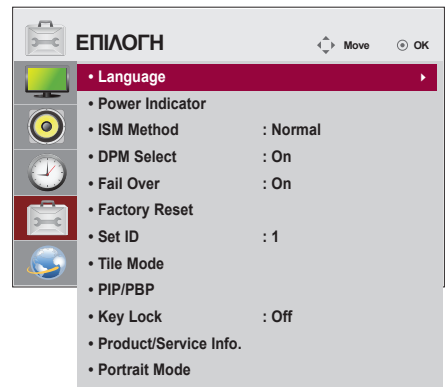 ΕΠΙΛΟΓΗ Move OK
• Language
• Power Indicator
• ISM Method : Normal
• DPM Select : On
• Fail Over : On
• Factory Reset
• Set ID : 1
• Tile Mode
• PIP/PBP
• Key Lock : Off
• Product/Service Info.
• Portrait Mode